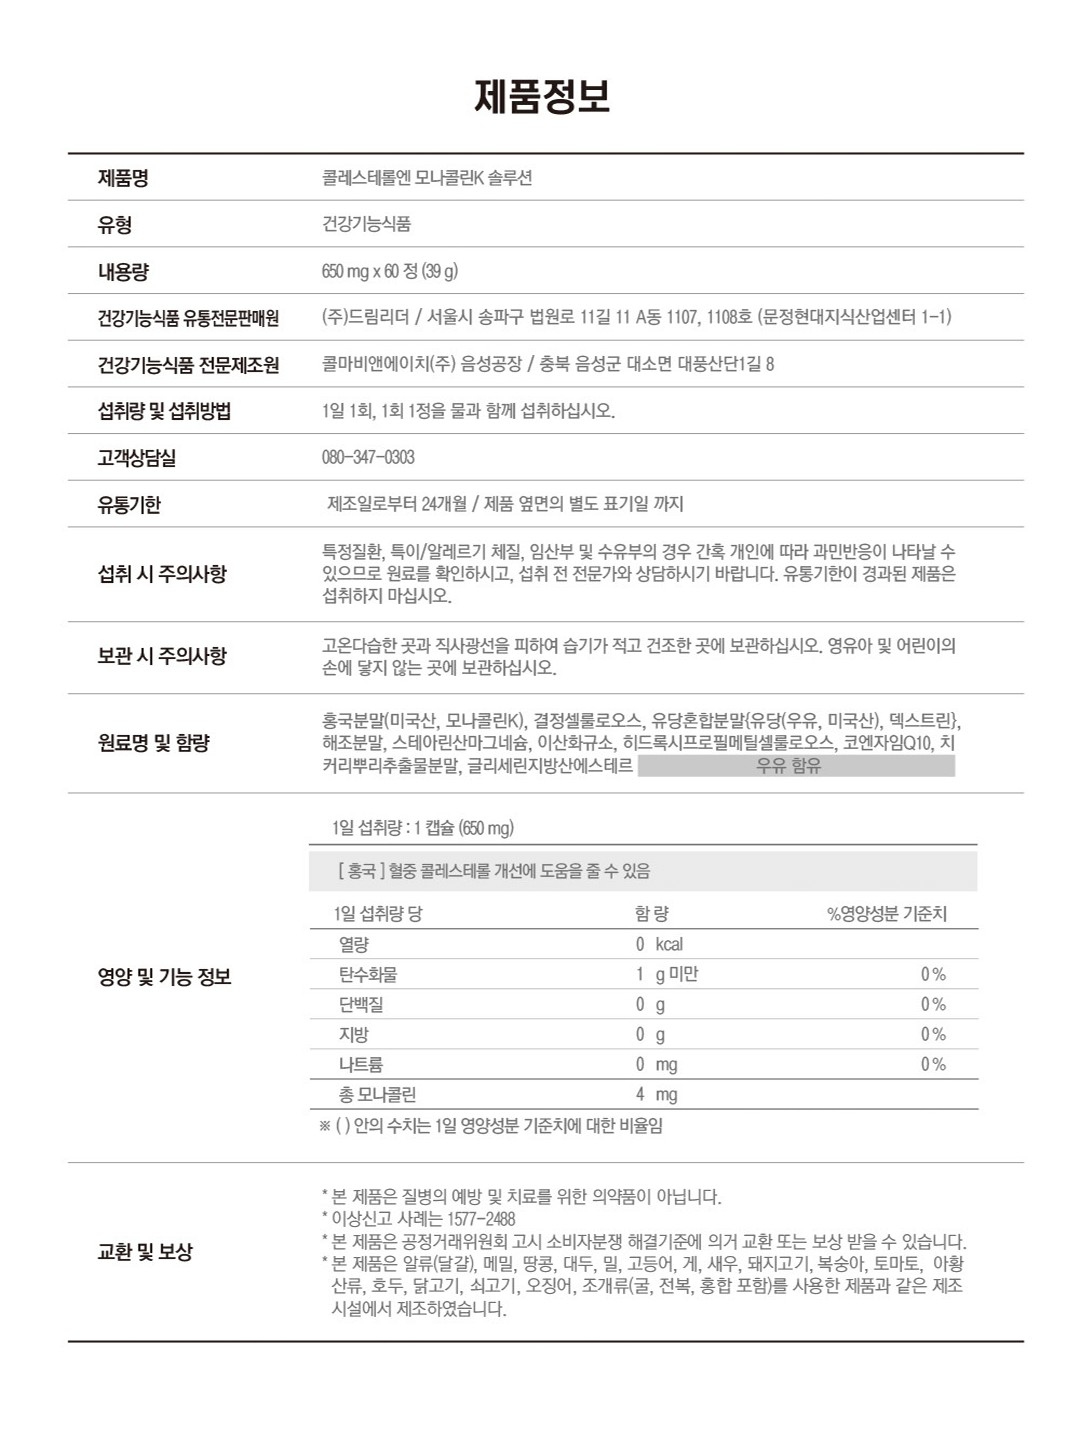 제품정보
제품명 콜레스테롤엔 모나콜린K 솔루션
유형 건강기능식품
내용량 650 mg x 60 정 (39 g)
건강기능식품 유통전문판매원 (주)드림리더 / 서울시 송파구 법원로 11길 11 A동 1107, 1108호 (문정현대지식산업센터 1-1)
건강기능식품 전문제조원 콜마비앤에이치(주) 음성공장 / 충북 음성군 대소면 대풍산단1길 8
섭취량 및 섭취방법 1일 1회, 1회 1정을 물과 함께 섭취하십시오.
고객상담실 080-347-0303
유통기한 제조일로부터 24개월 / 제품 옆면의 별도 표기일 까지
섭취 시 주의사항
특정질환, 특이/알레르기 체질, 임산부 및 수유부의 경우 간혹 개인에 따라 과민반응이 나타날 수
있으므로 원료를 확인하시고, 섭취 전 전문가와 상담하시기 바랍니다. 유통기한이 경과된 제품은
섭취하지 마십시오.
보관 시 주의사항
고온다습한 곳과 직사광선을 피하여 습기가 적고 건조한 곳에 보관하십시오. 영유아 및 어린이의
손에 닿지 않는 곳에 보관하십시오.
원료명 및 함량
홍국분말(미국산, 모나콜린K), 결정셀룰로오스, 유당혼합분말{유당(우유, 미국산), 덱스트린},
해조분말, 스테아린산마그네슘, 이산화규소, 히드록시프로필메틸셀룰로오스, 코엔자임Q10, 치
커리뿌리추출물분말, 글리세린지방산에스테르 우유 함유
영양 및 기능 정보
1일 섭취량 : 1 캡슐 (650 mg)
[ 홍국 ] 혈중 콜레스테롤 개선에 도움을 줄 수 있음
1일 섭취량 당 함 량 %영양성분 기준치
열량 0 kcal
탄수화물 1 g 미만 0 %
단백질 0 g 0 %
지방 0 g 0 %
나트륨 0 mg 0 %
총 모나콜린 4 mg
※ ( ) 안의 수치는 1일 영양성분 기준치에 대한 비율임
교환 및 보상
* 본 제품은 질병의 예방 및 치료를 위한 의약품이 아닙니다.
* 이상신고 사례는 1577-2488
* 본 제품은 공정거래위원회 고시 소비자분쟁 해결기준에 의거 교환 또는 보상 받을 수 있습니다.
* 본 제품은 알류(달걀), 메밀, 땅콩, 대두, 밀, 고등어, 게, 새우, 돼지고기, 복숭아, 토마토, 아황
산류, 호두, 닭고기, 쇠고기, 오징어, 조개류(굴, 전복, 홍합 포함)를 사용한 제품과 같은 제조
시설에서 제조하였습니다.